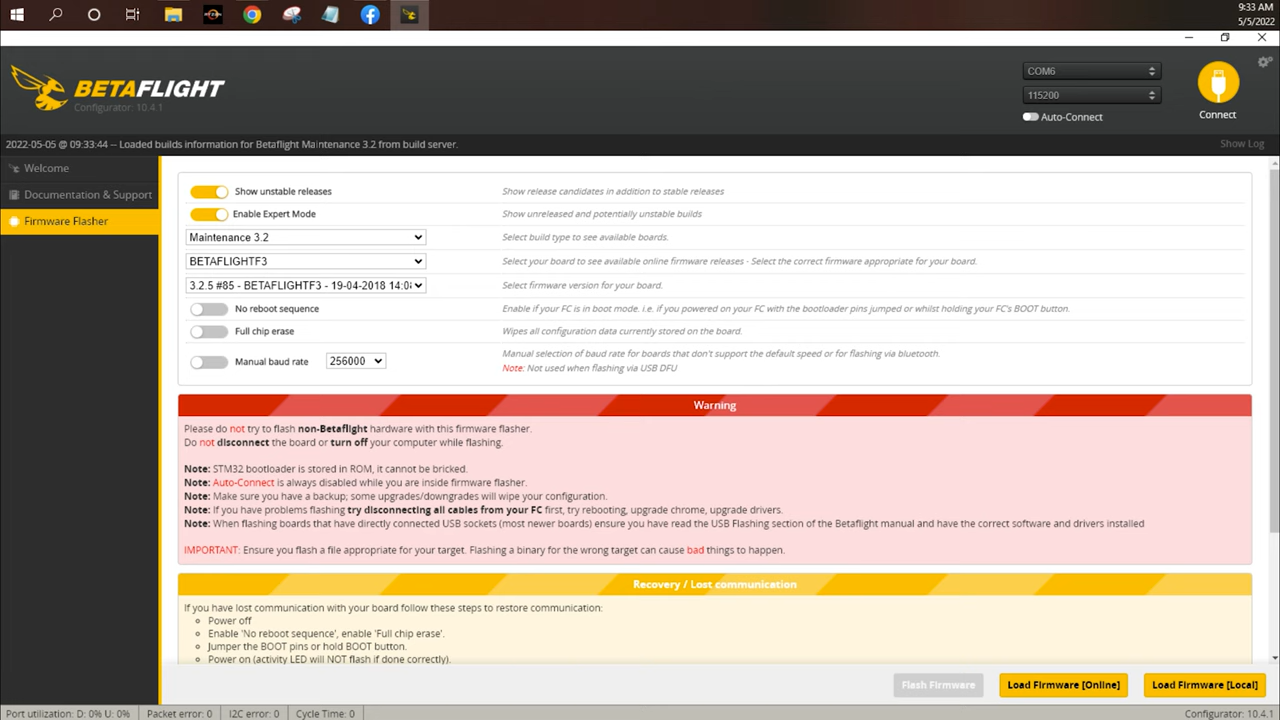 9:33 AM
5/5/2022
BETAFLIGHT
Configurator: 10.4.1
COM6
115200
Auto-Connect
Connect
2022-05-05 @ 09:33:44 -- Loaded builds information for Betaflight Maintenance 3.2 from build server.
Show Log
Welcome
Documentation & Support
Firmware Flasher
Show unstable releases
Show release candidates in addition to stable releases
Enable Expert Mode
Show unreleased and potentially unstable builds
Maintenance 3.2
Select build type to see available boards.
BETAFLIGHTF3
Select your board to see available online firmware releases - Select the correct firmware appropriate for your board.
3.2.5 #85 - BETAFLIGHTF3 - 19-04-2018 14:0
Select firmware version for your board.
No reboot sequence
Enable if your FC is in boot mode. i.e. if you powered on your FC with the bootloader pins jumped or whilst holding your FC's BOOT button.
Full chip erase
Wipes all configuration data currently stored on the board.
Manual baud rate
256000
Manual selection of baud rate for boards that don't support the default speed or for flashing via bluetooth.
Note: Not used when flashing via USB DFU
Warning
Please do not try to flash non-Betaflight hardware with this firmware flasher.
Do not disconnect the board or turn off your computer while flashing.
Note: STM32 bootloader is stored in ROM, it cannot be bricked.
Note: Auto-Connect is always disabled while you are inside firmware flasher.
Note: Make sure you have a backup; some upgrades/downgrades will wipe your configuration.
Note: If you have problems flashing try disconnecting all cables from your FC first, try rebooting, upgrade chrome, upgrade drivers.
Note: When flashing boards that have directly connected USB sockets (most newer boards) ensure you have read the USB Flashing section of the Betaflight manual and have the correct software and drivers installed
IMPORTANT: Ensure you flash a file appropriate for your target. Flashing a binary for the wrong target can cause bad things to happen.
Recovery / Lost communication
If you have lost communication with your board follow these steps to restore communication:
Power off
Enable 'No reboot sequence', enable 'Full chip erase'.
Jumper the BOOT pins or hold BOOT button.
Power on (activity LED will NOT flash if done correctly).
Flash Firmware
Load Firmware [Online]
Load Firmware [Local]
Port utilization: D: 0% U: 0%
Packet error: 0
I2C error: 0
Cycle Time: 0
Configurator: 10.4.1